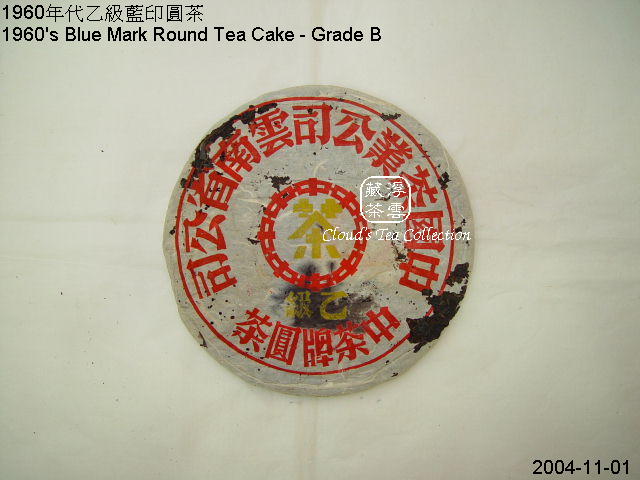 1960年代乙級藍印圓茶
1960's Blue Mark Round Tea Cake - Grade B
中國茶業公司雲南省公司
茶
乙級
中茶牌圓茶
浮雲
藏茶
Cloud's Tea Collection
2004-11-01